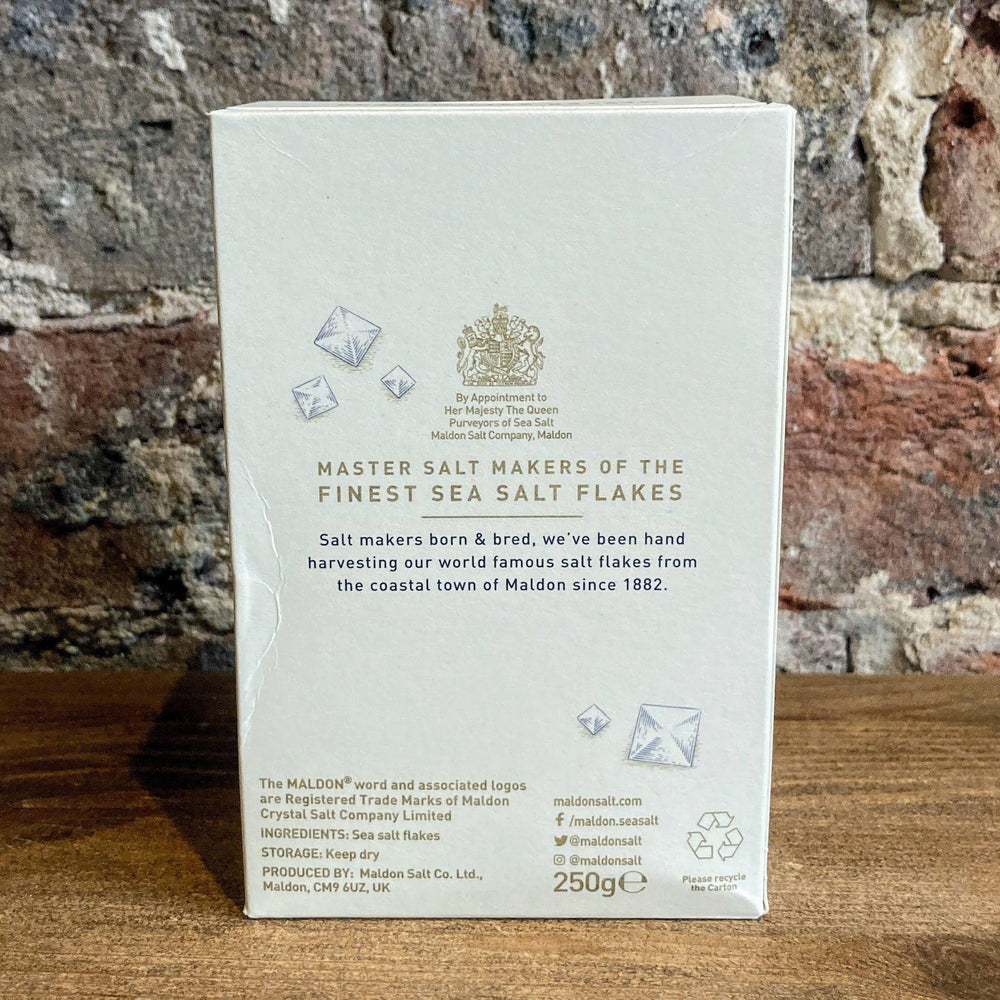 By Appointment to
Her Majesty The Queen
Purveyors of Sea Salt
Maldon Salt Company, Maldon
MASTER SALT MAKERS OF THE
FINEST SEA SALT FLAKES
Salt makers born & bred, we've been hand
harvesting our world famous salt flakes from
the coastal town of Maldon since 1882.
The MALDON® word and associated logos
are Registered Trade Marks of Maldon
Crystal Salt Company Limited
INGREDIENTS: Sea salt flakes
STORAGE: Keep dry
PRODUCED BY: Maldon Salt Co. Ltd.,
Maldon, CM9 6UZ, UK
maldonsalt.com
/maldon.seasalt
@maldonsalt
@maldonsalt
250g℮
Please recycle
the Carton